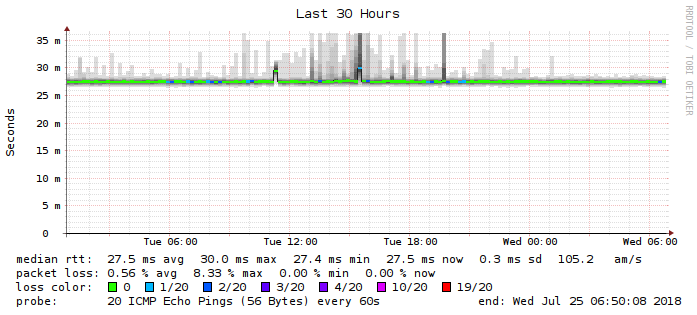 Last 30 Hours
RRDTOOL / TOBI OETIKER
Seconds
35 m
30 m
25 m
20 m
15 m
10 m
5 m
0
Tue 06:00 Tue 12:00 Tue 18:00 Wed 00:00 Wed 06:00
median rtt: 27.5 ms avg 30.0 ms max 27.4 ms min 27.5 ms now 0.3 ms sd 105.2 am/s
packet loss: 0.56 % avg 8.33 % max 0.00 % min 0.00 % now
loss color: 0 1/20 2/20 3/20 4/20 10/20 19/20
probe: 20 ICMP Echo Pings (56 Bytes) every 60s end: Wed Jul 25 06:50:08 2018